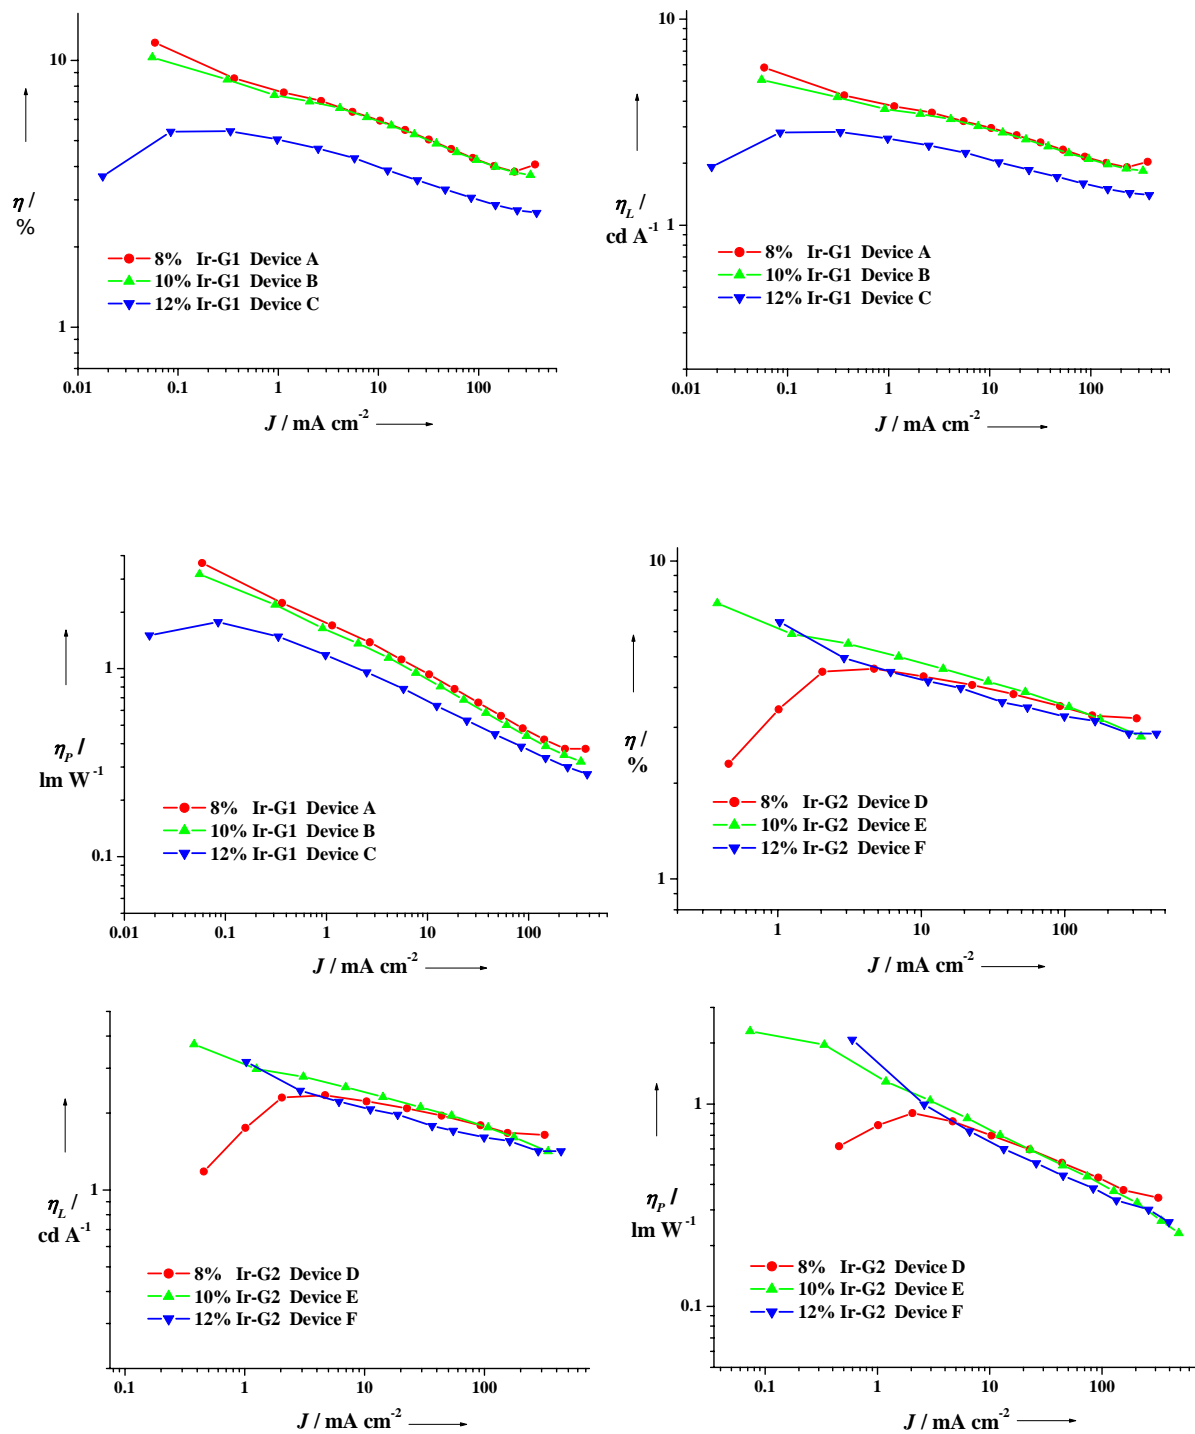 10
1
η /
%
8% Ir-G1 Device A
10% Ir-G1 Device B
12% Ir-G1 Device C
0.01 0.1 1 10 100
J / mA cm-2
10
1
ηL /
cd A-1
8% Ir-G1 Device A
10% Ir-G1 Device B
12% Ir-G1 Device C
0.01 0.1 1 10 100
J / mA cm-2
1
0.1
ηP /
lm W-1
8% Ir-G1 Device A
10% Ir-G1 Device B
12% Ir-G1 Device C
0.01 0.1 1 10 100
J / mA cm-2
10
1
η /
%
8% Ir-G2 Device D
10% Ir-G2 Device E
12% Ir-G2 Device F
1 10 100
J / mA cm-2
1
ηL /
cd A-1
8% Ir-G2 Device D
10% Ir-G2 Device E
12% Ir-G2 Device F
0.1 1 10 100
J / mA cm-2
1
0.1
ηP /
lm W-1
8% Ir-G2 Device D
10% Ir-G2 Device E
12% Ir-G2 Device F
0.1 1 10 100
J / mA cm-2